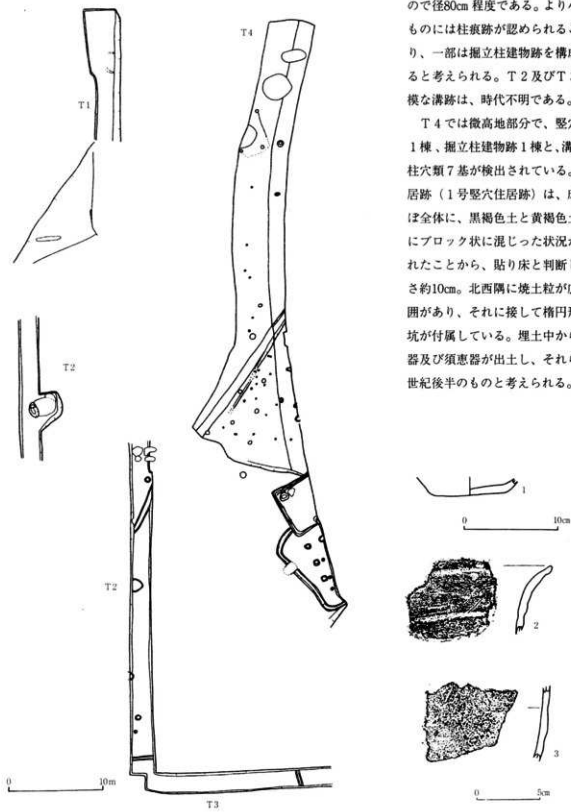 ので径80cm 程度である。より
ものには柱痕跡が認められる
り、一部は掘立柱建物跡を構
ると考えられる。T2及びT
模な溝跡は、時代不明である。
T4では微高地部分で、竪
1棟、掘立柱建物跡1棟と、溝
柱穴類7基が検出されている。
居跡(1号竪穴住居跡)は、
ぼ全体に、黒褐色土と黄褐色
にブロック状に混じった状況
れたことから、貼り床と判断
さ約10cm。北西隅に焼土粒が
囲があり、それに接して楕円
坑が付属している。埋土中か
器及び須恵器が出土し、それ
世紀後半のものと考えられる。
T1
T4
T2
T2
T3
0 10m
1
0 10cm
2
3
0 5cm